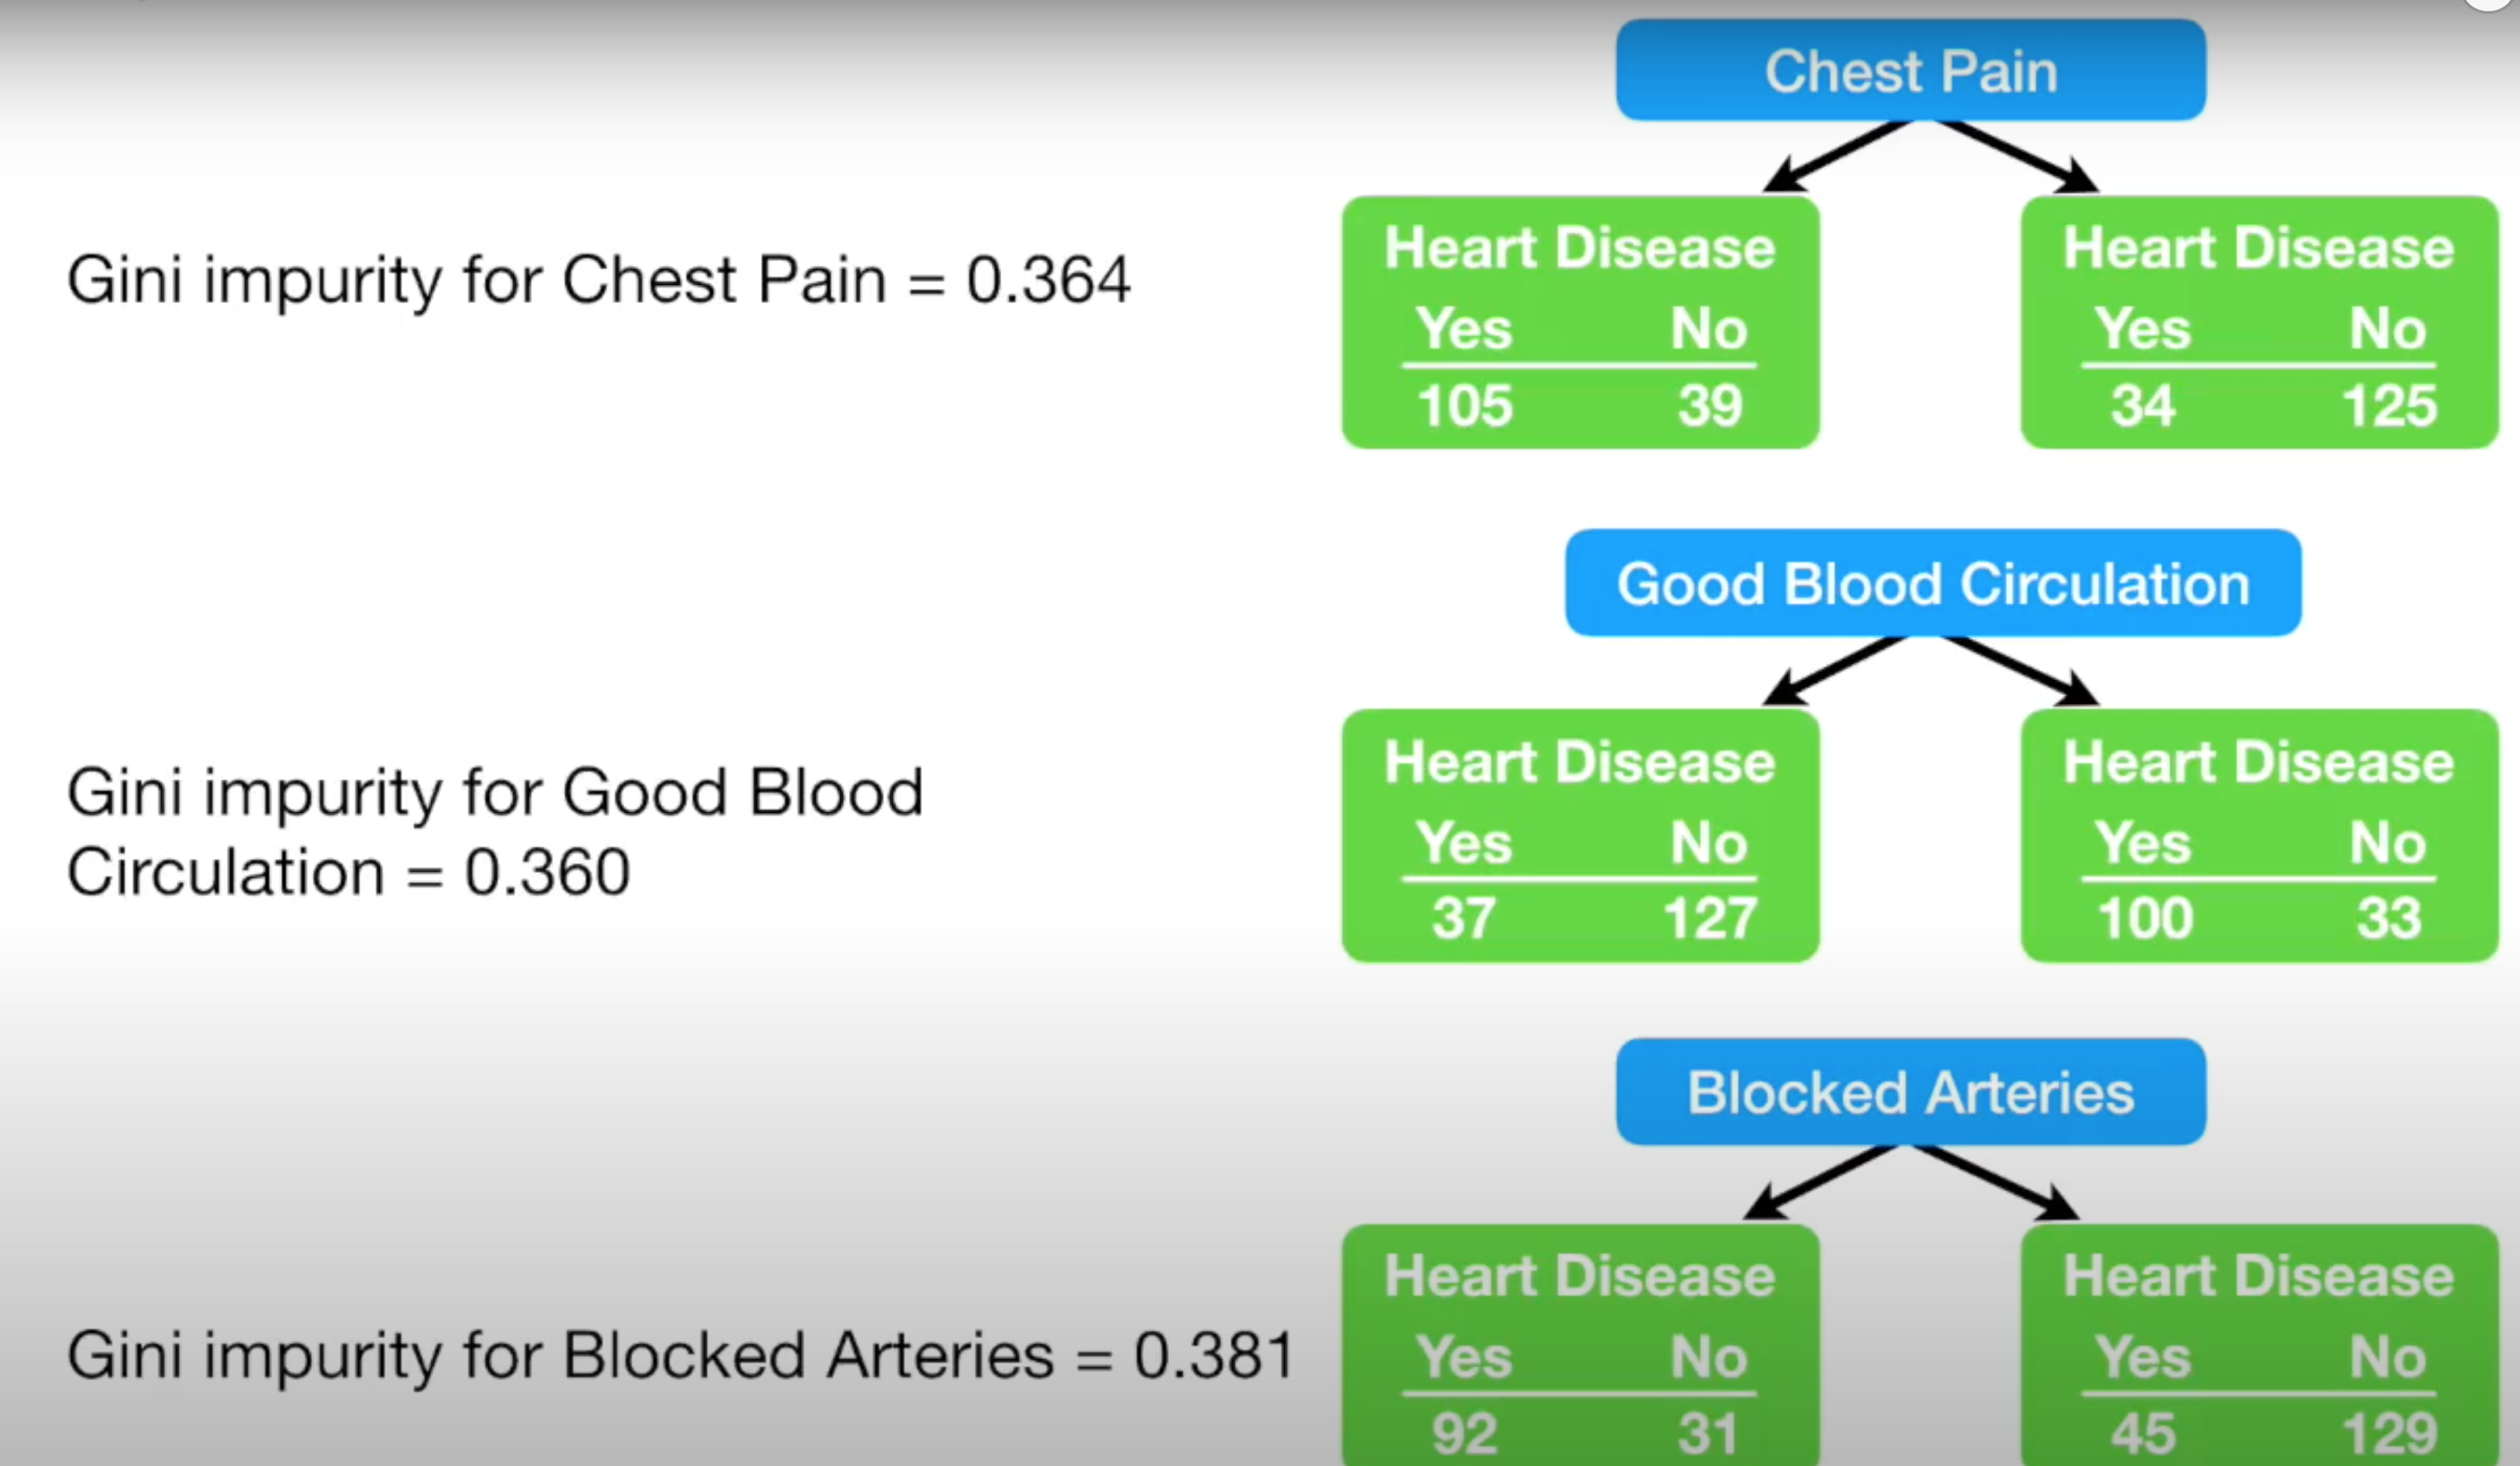 Chest Pain
Gini impurity for Chest Pain = 0.364
Heart Disease
Yes No
105 39
Heart Disease
Yes No
34 125
Good Blood Circulation
Gini impurity for Good Blood
Circulation = 0.360
Heart Disease
Yes No
37 127
Heart Disease
Yes No
100 33
Blocked Arteries
Gini impurity for Blocked Arteries = 0.381
Heart Disease
Yes No
92 31
Heart Disease
Yes No
45 129